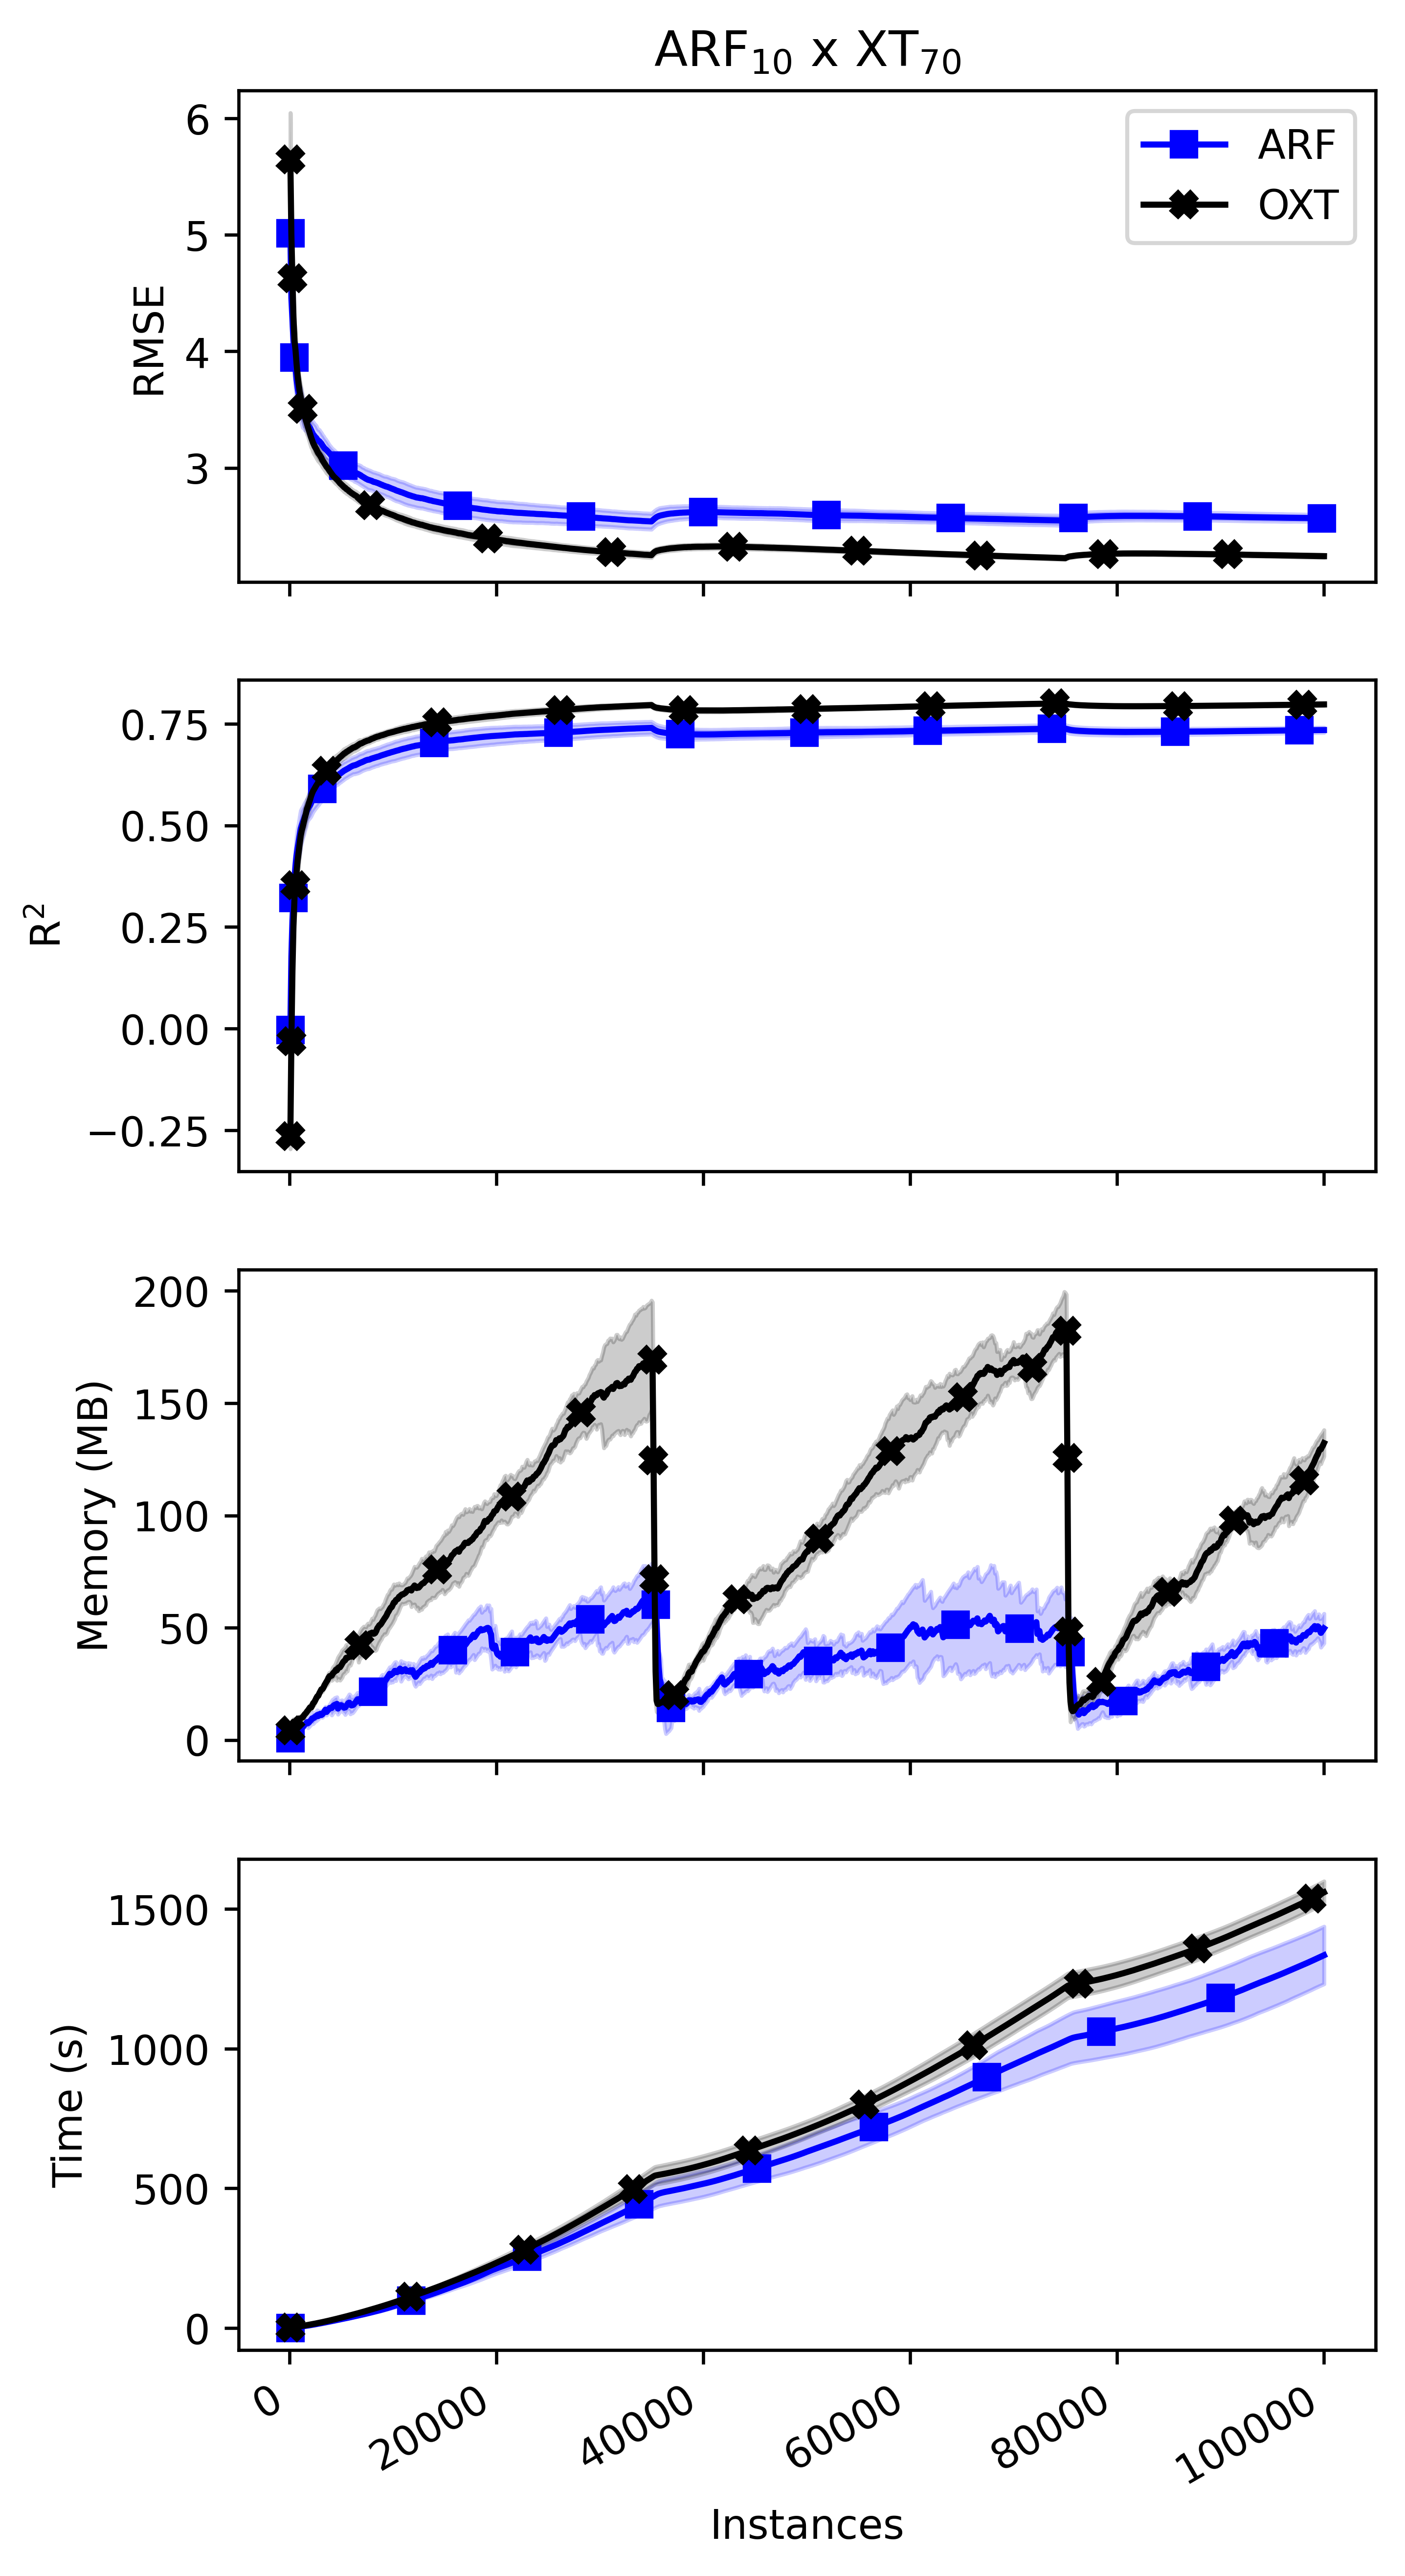 ARF₁₀ x XT₇₀
ARF
OXT
RMSE
6
5
4
3
R²
0.75
0.50
0.25
0.00
−0.25
Memory (MB)
200
150
100
50
0
Time (s)
1500
1000
500
0
0 20000 40000 60000 80000 100000
Instances